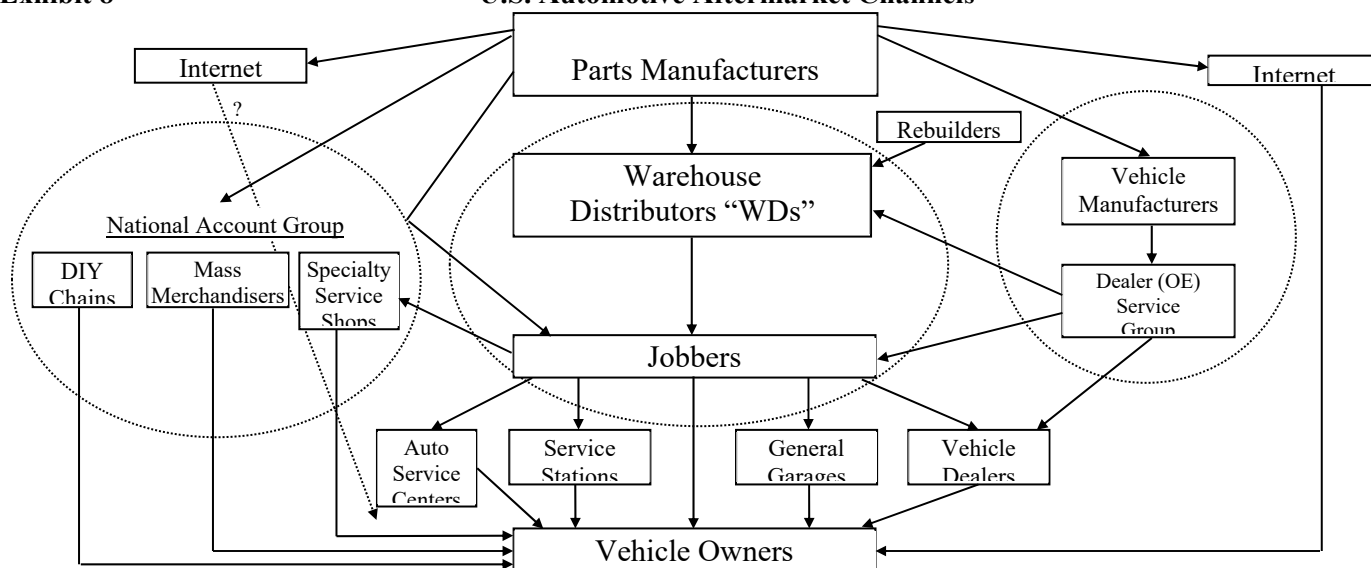 Exhibit 8 U.S. Automotive Aftermarket Channels
Internet
Parts Manufacturers
Internet
?
Rebuilders
Warehouse
Distributors “WDs”
Vehicle
Manufacturers
National Account Group
DIY
Chains
Mass
Merchandisers
Specialty
Service
Shops
Dealer (OE)
Service
Group
Jobbers
Auto
Service
Centers
Service
Stations
General
Garages
Vehicle
Dealers
Vehicle Owners